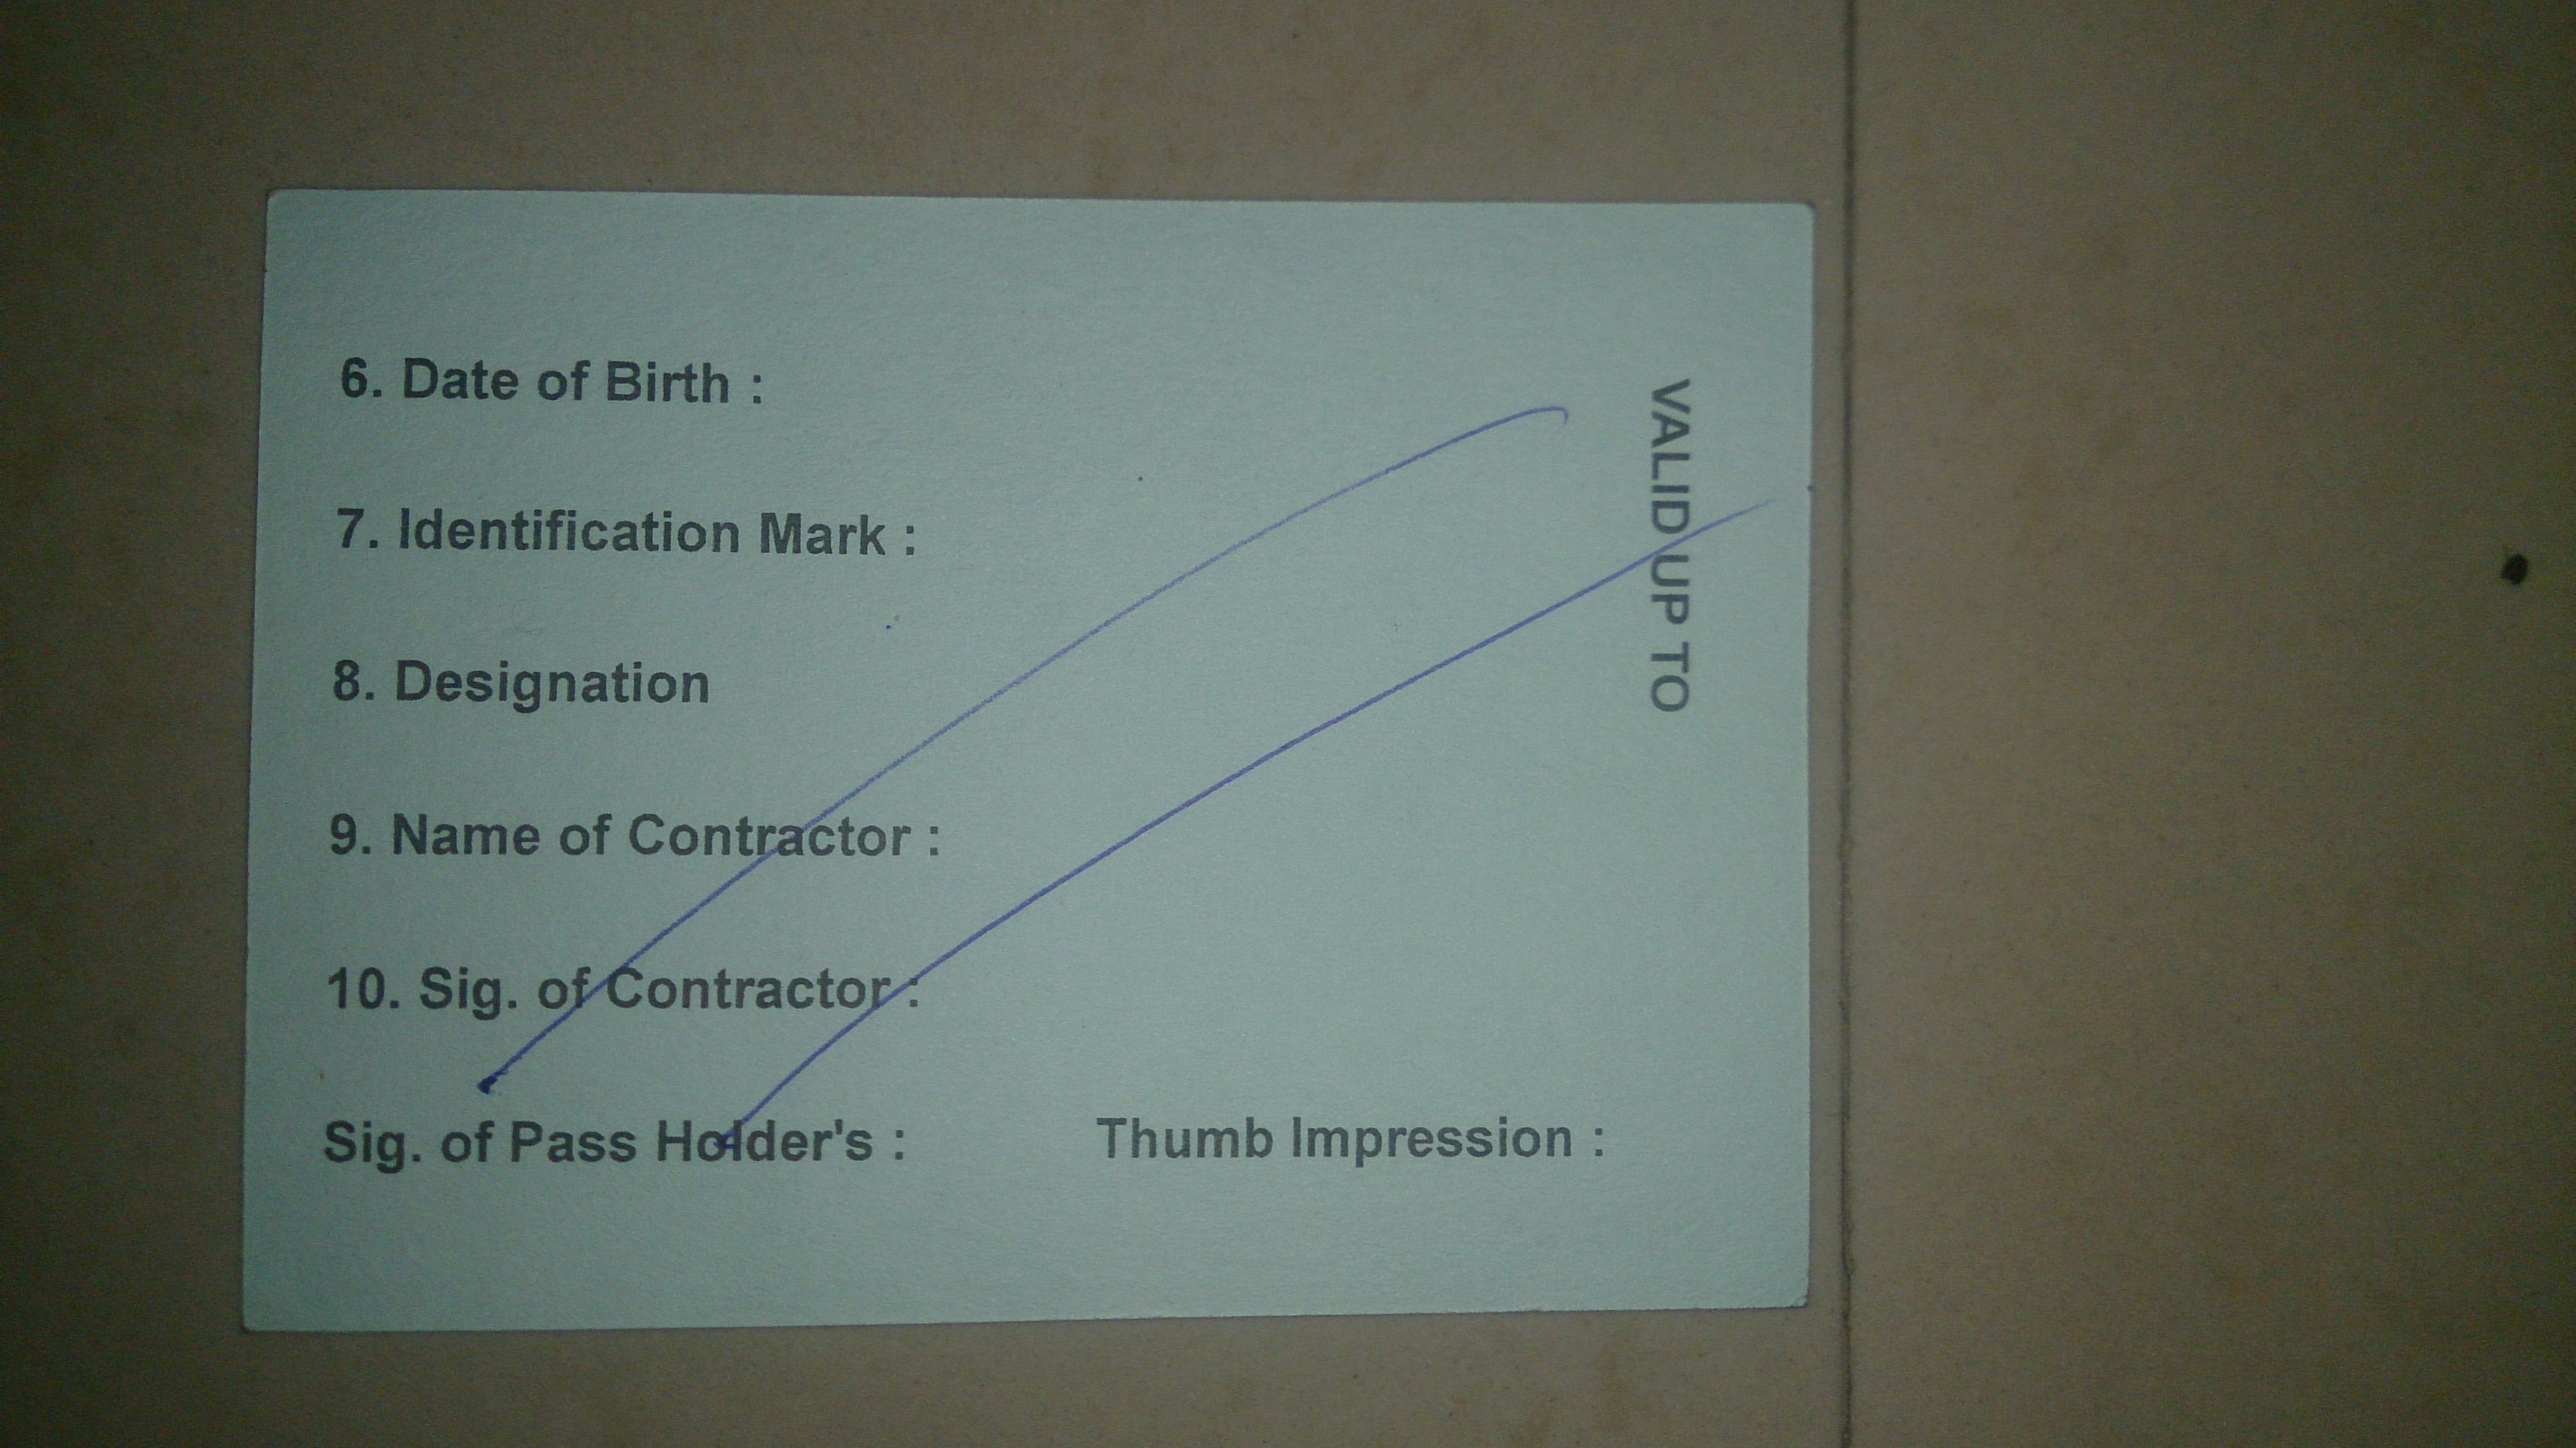 VALID UP TO
6. Date of Birth :
7. Identification Mark :
8. Designation
9. Name of Contractor :
10. Sig. of Contractor :
Sig. of Pass Holder's : Thumb Impression :